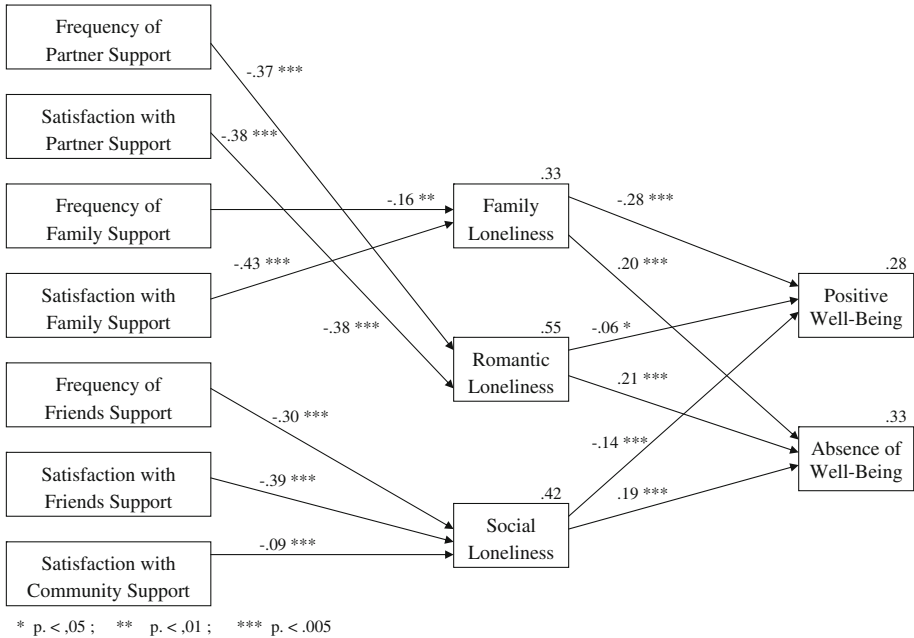 Frequency of
Partner Support
-.37 ***
Satisfaction with
Partner Support
-.38 ***
Frequency of
Family Support
-.16 **
Satisfaction with
Family Support
-.43 ***
-.38 ***
Frequency of
Friends Support
-.30 ***
Satisfaction with
Friends Support
-.39 ***
Satisfaction with
Community Support
-.09 ***
.33
Family
Loneliness
-.28 ***
.20 ***
.55
Romantic
Loneliness
-.06 *
.21 ***
.42
Social
Loneliness
-.14 ***
.19 ***
.28
Positive
Well-Being
.33
Absence of
Well-Being
* p. < ,05 ; ** p. < ,01 ; *** p. < .005